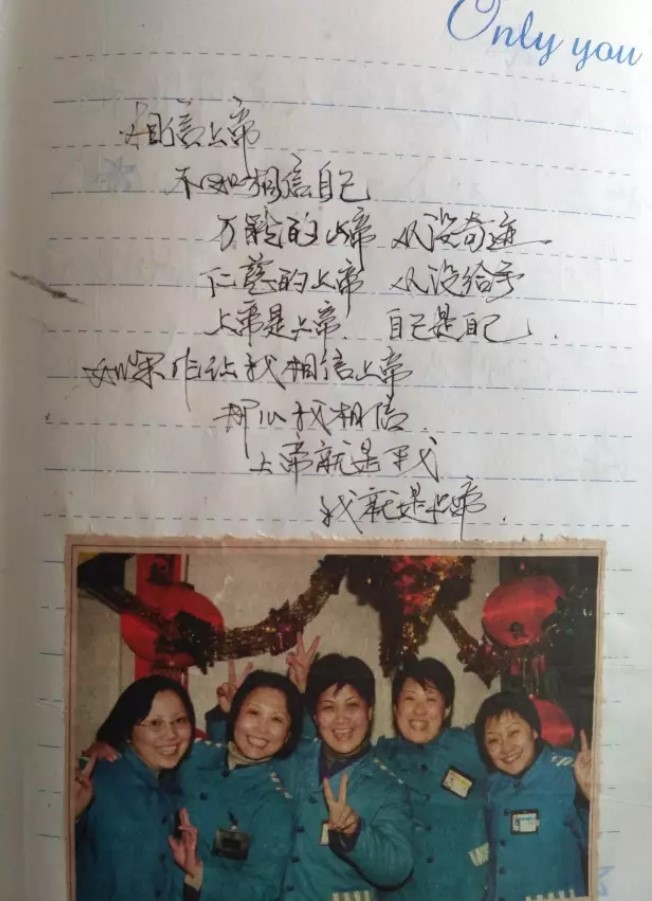 Only you
相信上帝
不如相信自己
万能的上帝 从没奇迹
仁慈的上帝 从没给予
上帝是上帝. 自己是自己.
如果非让我相信上帝
那么我相信.
上帝就是我
我就是上帝.